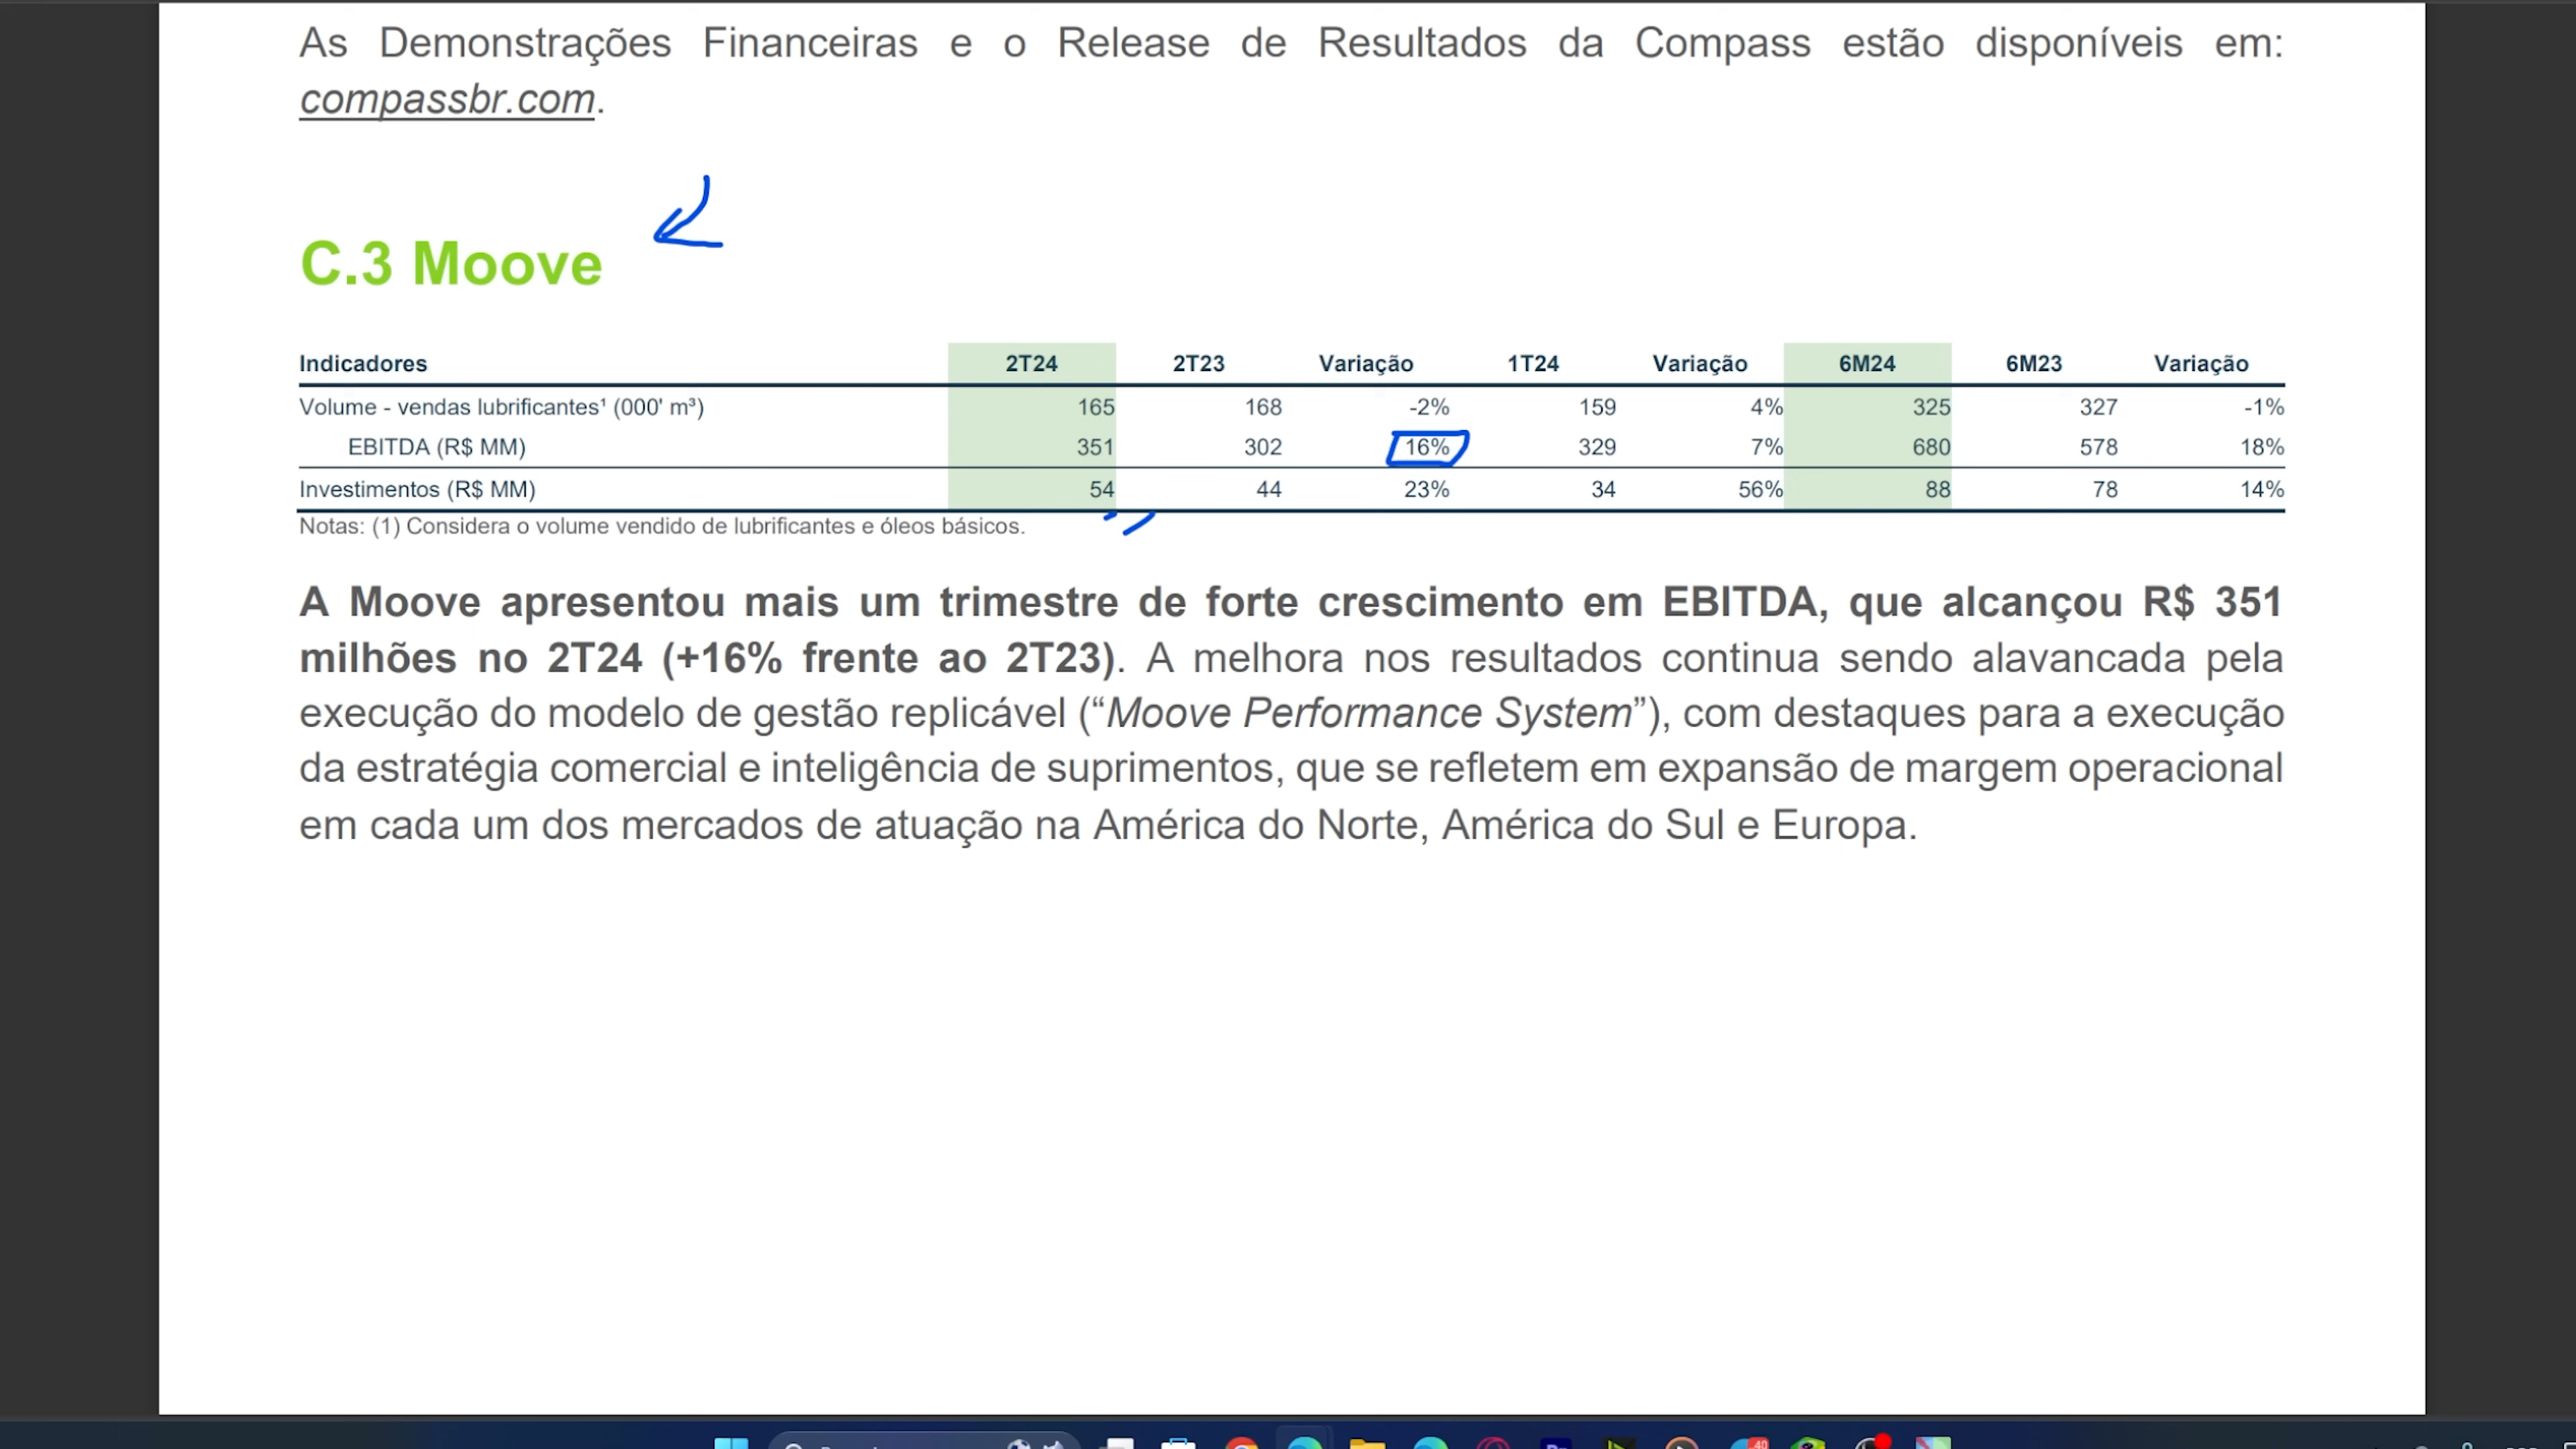 As Demonstrações Financeiras e o Release de Resultados da Compass estão disponíveis em:
compassbr.com.
C.3 Moove
Indicadores 2T24 2T23 Variação 1T24 Variação 6M24 6M23 Variação
Volume - vendas lubrificantes¹ (000' m³) 165 168 -2% 159 4% 325 327 -1%
EBITDA (R$ MM) 351 302 16% 329 7% 680 578 18%
Investimentos (R$ MM) 54 44 23% 34 56% 88 78 14%
Notas: (1) Considera o volume vendido de lubrificantes e óleos básicos.
A Moove apresentou mais um trimestre de forte crescimento em EBITDA, que alcançou R$ 351
milhões no 2T24 (+16% frente ao 2T23). A melhora nos resultados continua sendo alavancada pela
execução do modelo de gestão replicável (“Moove Performance System”), com destaques para a execução
da estratégia comercial e inteligência de suprimentos, que se refletem em expansão de margem operacional
em cada um dos mercados de atuação na América do Norte, América do Sul e Europa.
40